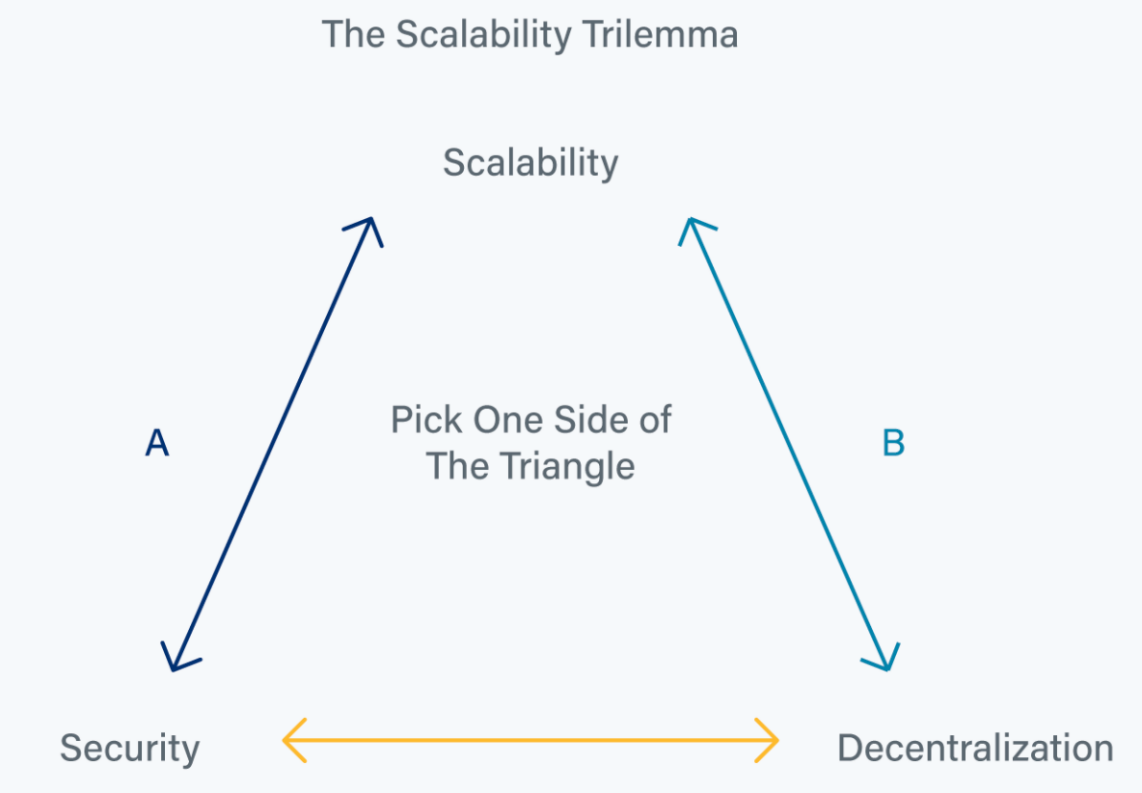 The Scalability Trilemma
Scalability
Pick One Side of
A
B
The Triangle
Security
Decentralization